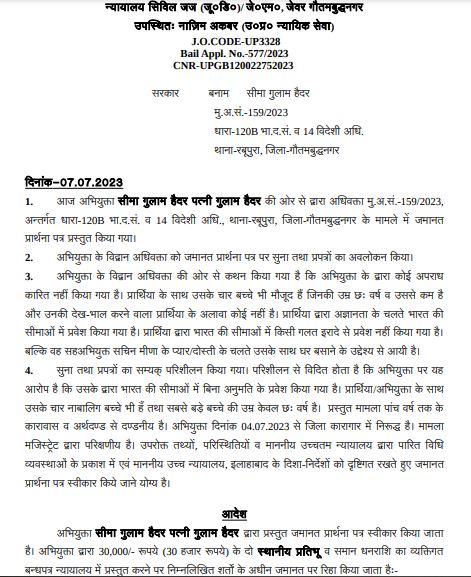 न्यायालय सिविल जज (जू०डि०)/ जे०एम०, जेवर गौतमबुद्धनगर
उपस्थितः नाज़िम अकबर (उ०प्र० न्यायिक सेवा)
J.O.CODE-UP3328
Bail Appl. No.-577/2023
CNR-UPGB120022752023
सरकार बनाम सीमा गुलाम हैदर
मु.अ.सं.-159/2023
धारा-120B भा.द.सं. व 14 विदेशी अधि.
थाना-रबूपुरा, जिला-गौतमबुद्धनगर
दिनांक-07.07.2023
1. आज अभियुक्ता सीमा गुलाम हैदर पत्नी गुलाम हैदर की ओर से द्वारा अधिवक्ता मु.अ.सं.-159/2023,
अन्तर्गत धारा-120B भा.द.सं. व 14 विदेशी अधि., थाना-रबूपुरा, जिला-गौतमबुद्धनगर के मामले में जमानत
प्रार्थना पत्र प्रस्तुत किया गया।
2. अभियुक्ता के विद्वान अधिवक्ता को जमानत प्रार्थना पत्र पर सुना तथा प्रपत्रों का अवलोकन किया।
3. अभियुक्ता के विद्वान अधिवक्ता की ओर से कथन किया गया है कि अभियुक्ता के द्वारा कोई अपराध
कारित नहीं किया गया है। प्रार्थिया के साथ उसके चार बच्चे भी मौजूद हैं जिनकी उम्र छः वर्ष व उससे कम है
और उनकी देख-भाल करने वाला प्रार्थिया के अलावा कोई नहीं है। प्रार्थिया द्वारा अज्ञानता के चलते भारत की
सीमाओं में प्रवेश किया गया है। प्रार्थिया द्वारा भारत की सीमाओं में किसी गलत इरादे से प्रवेश नहीं किया गया है।
बल्कि वह सहअभियुक्त सचिन मीणा के प्यार/दोस्ती के चलते उसके साथ घर बसाने के उद्देश्य से आयी है।
4. सुना तथा प्रपत्रों का सम्यक् परिशीलन किया गया। परिशीलन से विदित होता है कि अभियुक्ता पर यह
आरोप है कि उसके द्वारा भारत की सीमाओं में बिना अनुमति के प्रवेश किया गया है। प्रार्थिया/अभियुक्ता के साथ
उसके चार नाबालिग बच्चे भी हैं तथा सबसे बड़े बच्चे की उम्र केवल छः वर्ष है। प्रस्तुत मामला पांच वर्ष तक के
कारावास व अर्थदण्ड से दण्डनीय है। अभियुक्ता दिनांक 04.07.2023 से जिला कारागार में निरूद्ध है। मामला
मजिस्ट्रेट द्वारा परिक्षणीय है। उपरोक्त तथ्यों, परिस्थितियों व माननीय उच्चतम न्यायालय द्वारा पारित विधि
व्यवस्थाओं के प्रकाश में एवं माननीय उच्च न्यायालय, इलाहाबाद के दिशा-निर्देशों को दृष्टिगत रखते हुए जमानत
प्रार्थना पत्र स्वीकार किये जाने योग्य है।
आदेश
अभियुक्ता सीमा गुलाम हैदर पत्नी गुलाम हैदर द्वारा प्रस्तुत जमानत प्रार्थना पत्र स्वीकार किया जाता
है। अभियुक्ता द्वारा 30,000/- रूपये (30 हजार रूपये) के दो स्थानीय प्रतिभू व समान धनराशि का व्यक्तिगत
बन्धपत्र न्यायालय में प्रस्तुत करने पर निम्नलिखित शर्तो के अधीन जमानत पर रिहा किया जाता हैः-